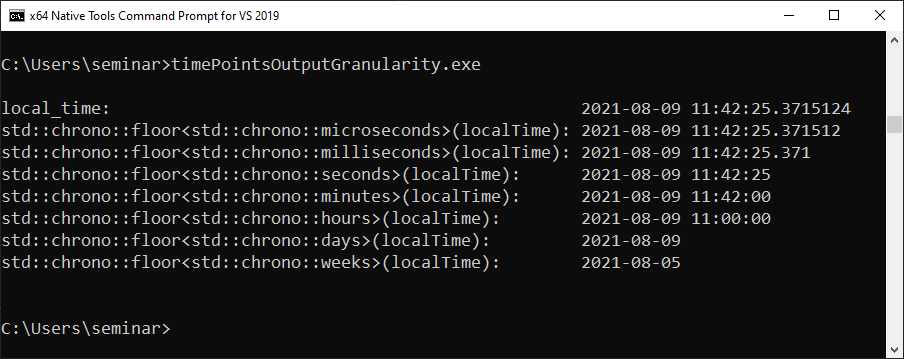 x64 Native Tools Command Prompt for VS 2019
C:\Users\seminar>timePointsOutputGranularity.exe
local_time: 2021-08-09 11:42:25.3715124
std::chrono::floor<std::chrono::microseconds>(localTime): 2021-08-09 11:42:25.371512
std::chrono::floor<std::chrono::milliseconds>(localTime): 2021-08-09 11:42:25.371
std::chrono::floor<std::chrono::seconds>(localTime): 2021-08-09 11:42:25
std::chrono::floor<std::chrono::minutes>(localTime): 2021-08-09 11:42:00
std::chrono::floor<std::chrono::hours>(localTime): 2021-08-09 11:00:00
std::chrono::floor<std::chrono::days>(localTime): 2021-08-09
std::chrono::floor<std::chrono::weeks>(localTime): 2021-08-05
C:\Users\seminar>